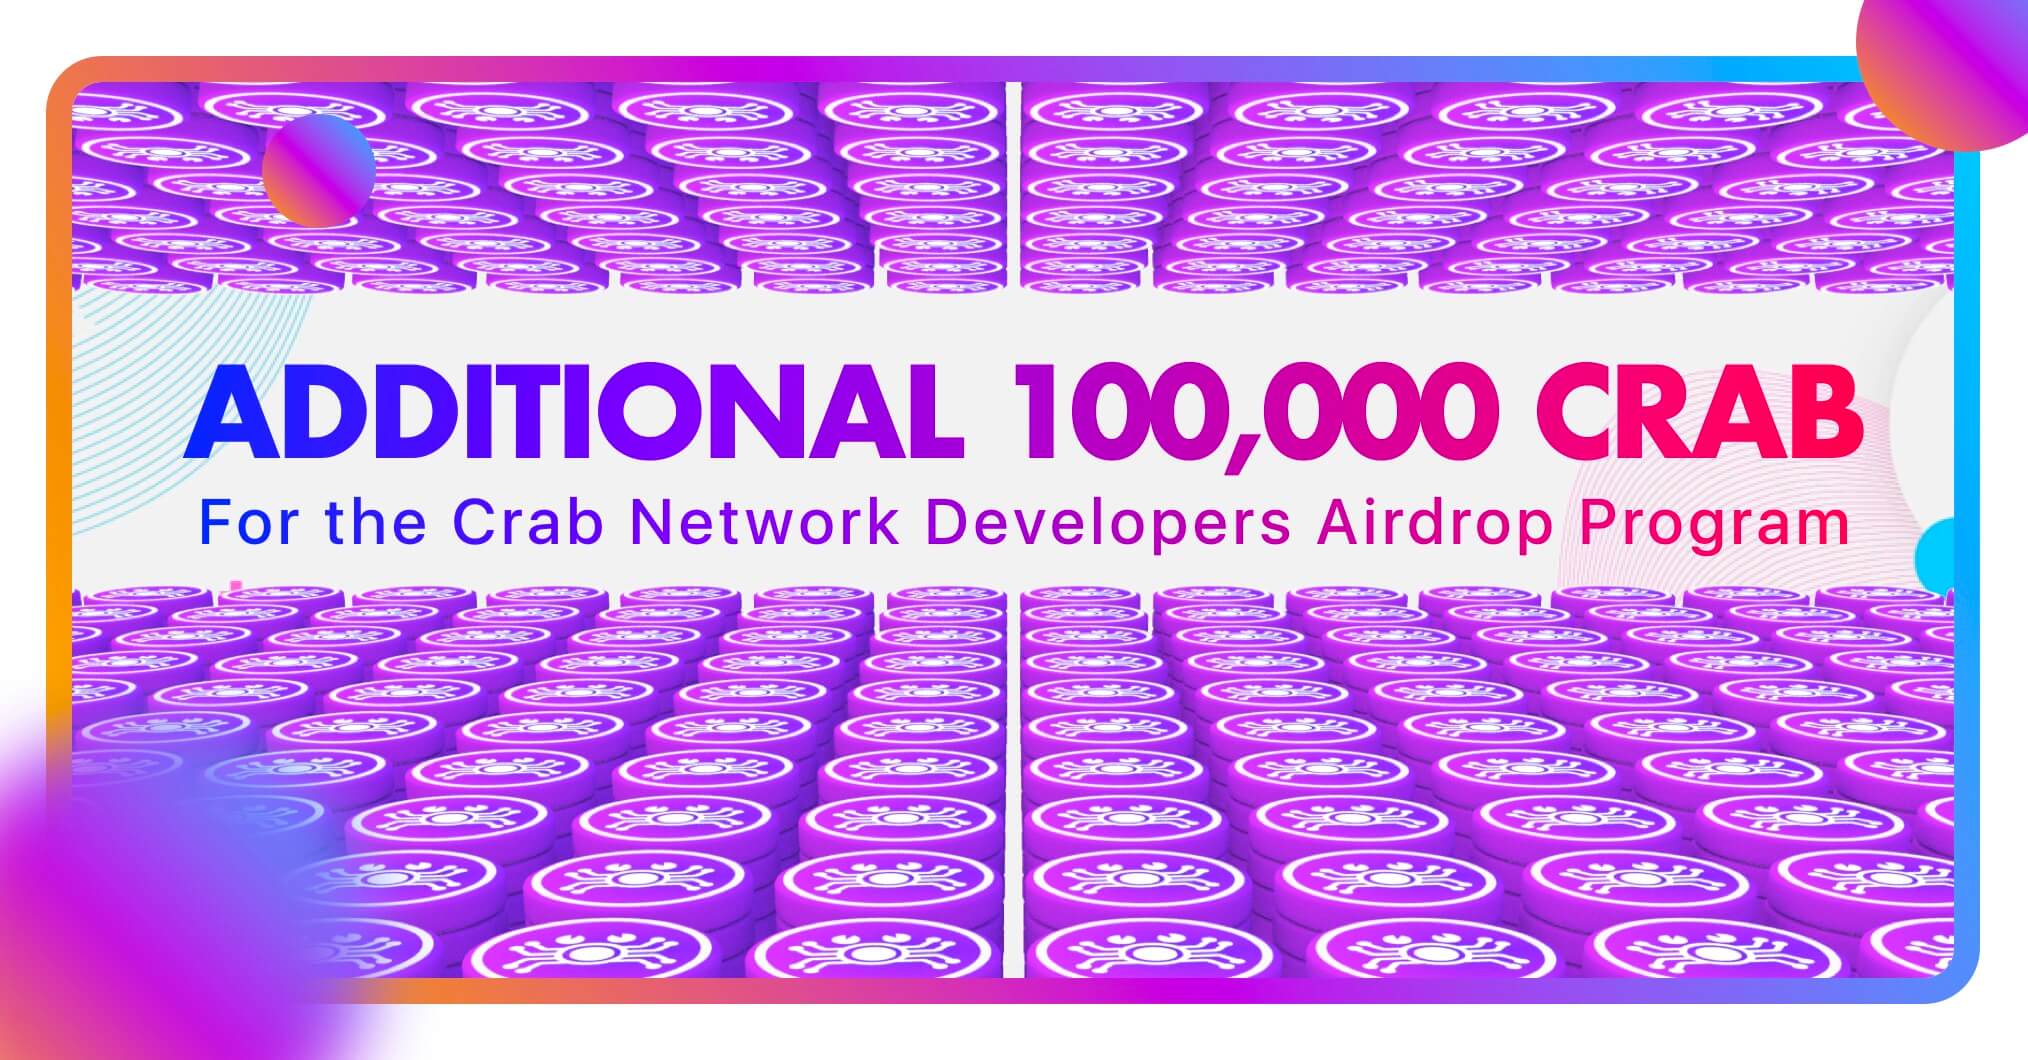 ADDITIONAL 100,000 CRAB
For the Crab Network Developers Airdrop Program